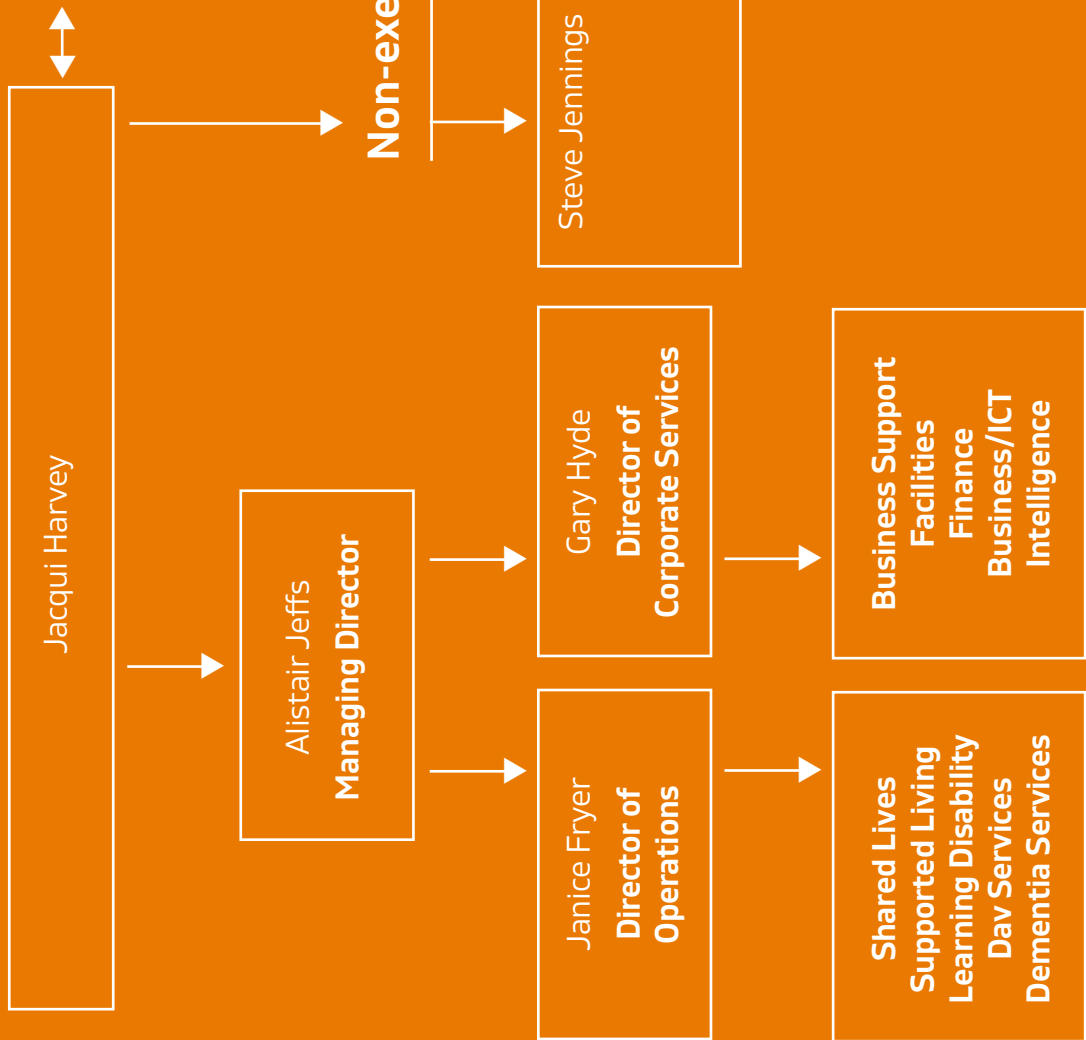 Jacqui Harvey
Alistair Jeffs
Managing Director
Non-exe
Janice Fryer
Director of
Operations
Gary Hyde
Director of
Corporate Services
Steve Jennings
Shared Lives
Supported Living
Learning Disability
Dav Services
Dementia Services
Business Support
Facilities
Finance
Business/ICT
Intelligence